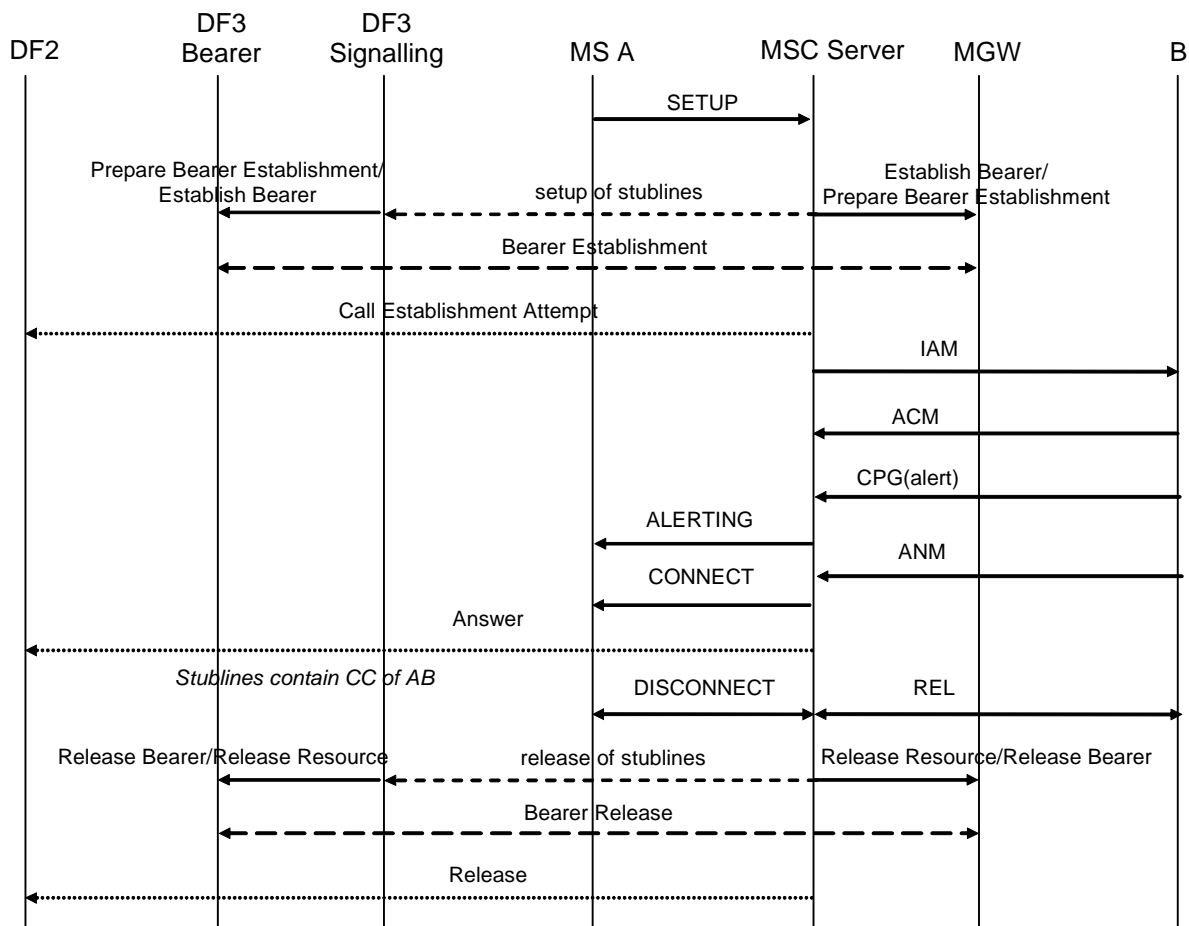 DF2
DF3
Bearer
DF3
Signalling
MS A
MSC Server
MGW
B
SETUP
Prepare Bearer Establishment/
Establish Bearer
setup of stublines
Establish Bearer/
Prepare Bearer Establishment
Bearer Establishment
Call Establishment Attempt
IAM
ACM
CPG(alert)
ALERTING
ANM
CONNECT
Answer
Stublines contain CC of AB
DISCONNECT
REL
Release Bearer/Release Resource
release of stublines
Release Resource/Release Bearer
Bearer Release
Release